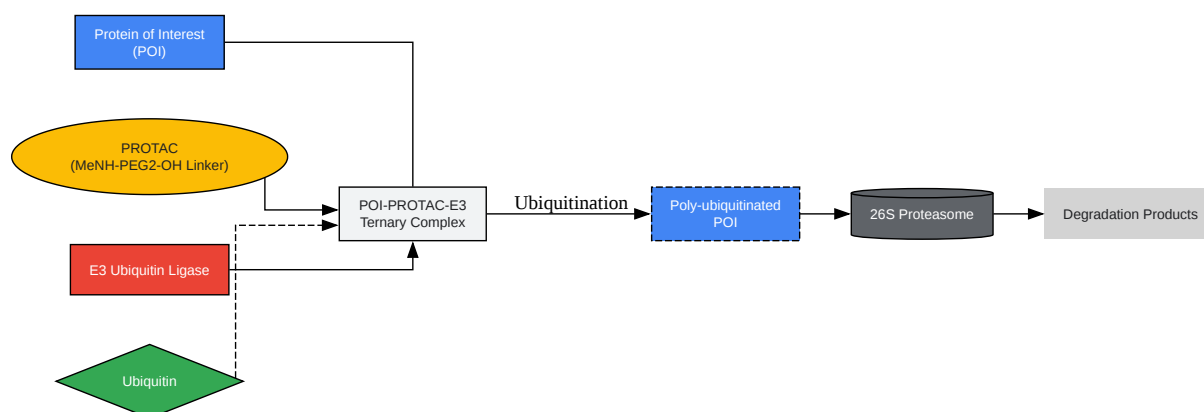 Protein of Interest
(POI)
PROTAC
(MeNH-PEG2-OH Linker)
POI-PROTAC-E3
Ternary Complex
Ubiquitination
Poly-ubiquitinated
POI
26S Proteasome
Degradation Products
E3 Ubiquitin Ligase
Ubiquitin